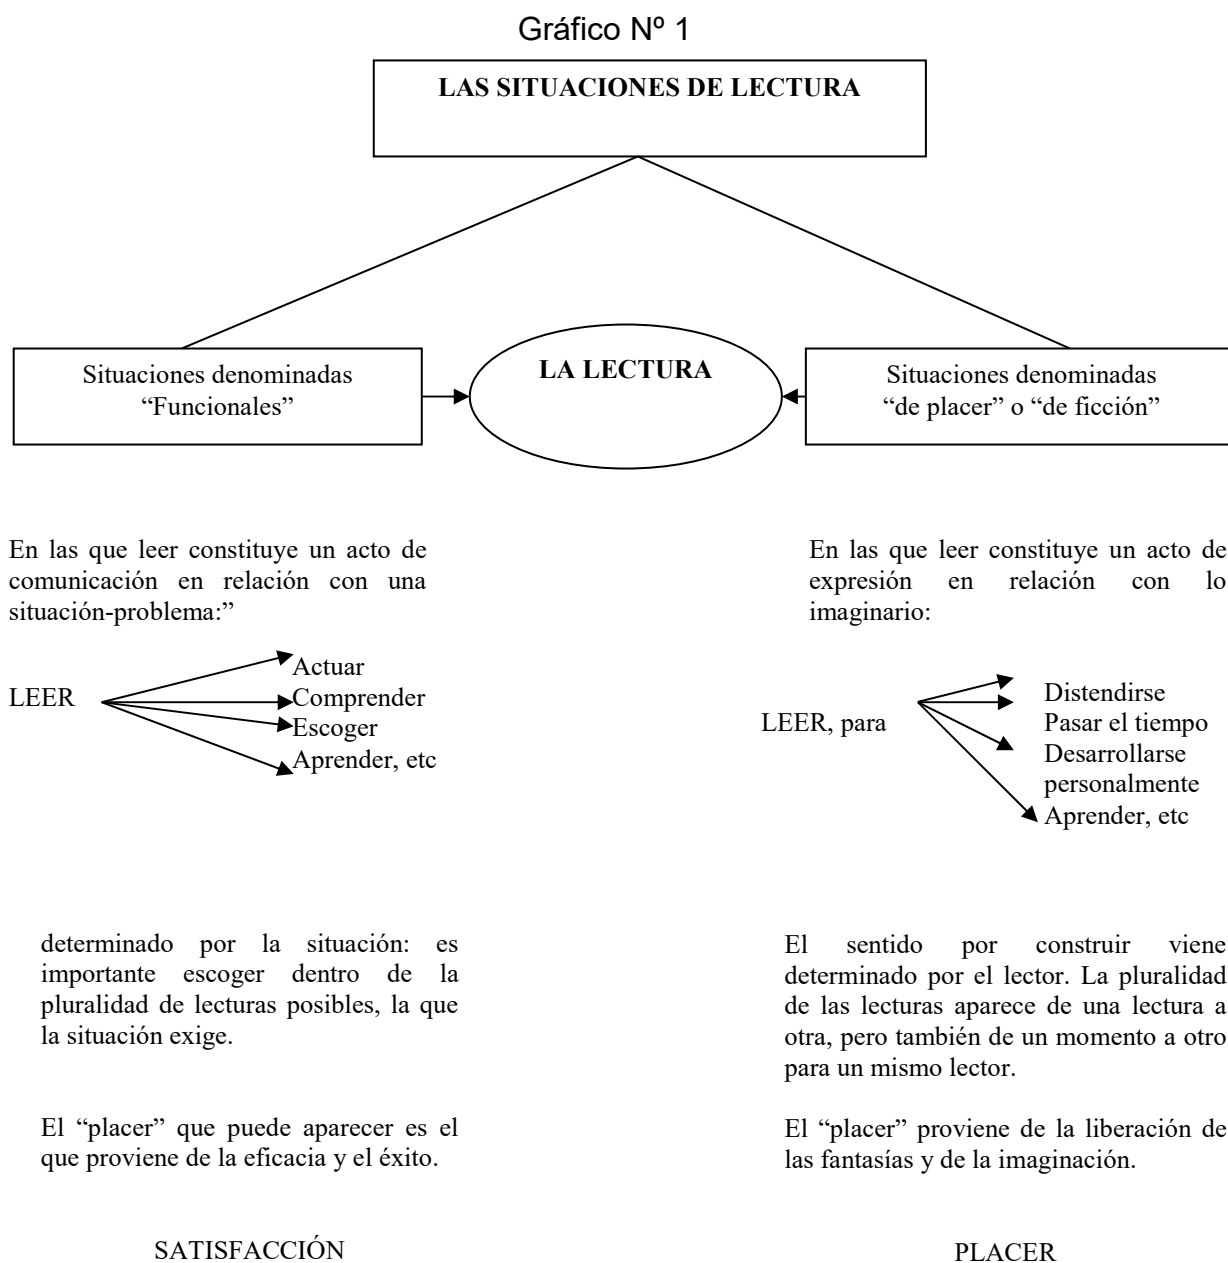 Gráfico Nº 1
LAS SITUACIONES DE LECTURA
Situaciones denominadas
“Funcionales”
LA LECTURA
Situaciones denominadas
“de placer” o “de ficción”
En las que leer constituye un acto de
comunicación en relación con una
situación-problema:”
LEER
Actuar
Comprender
Escoger
Aprender, etc
determinado por la situación: es
importante escoger dentro de la
pluralidad de lecturas posibles, la que
la situación exige.
El “placer” que puede aparecer es el
que proviene de la eficacia y el éxito.
SATISFACCIÓN
En las que leer constituye un acto de
expresión en relación con lo
imaginario:
LEER, para
Distendirse
Pasar el tiempo
Desarrollarse
personalmente
Aprender, etc
El sentido por construir viene
determinado por el lector. La pluralidad
de las lecturas aparece de una lectura a
otra, pero también de un momento a otro
para un mismo lector.
El “placer” proviene de la liberación de
las fantasías y de la imaginación.
PLACER